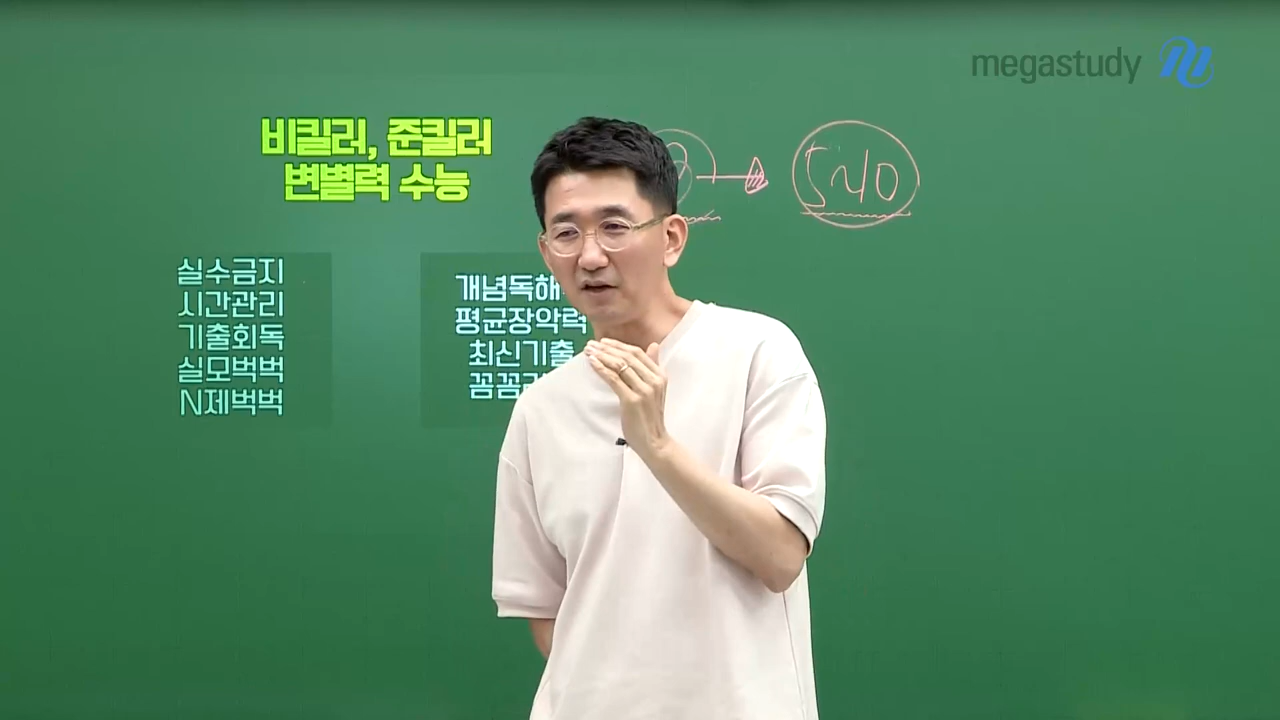 megastudy
비킬러, 준킬러
변별력 수능
540
실수금지
시간관리
기출회독
실모벅벅
N제벅벅
개념독해
평균장악력
최신기출
꼼꼼